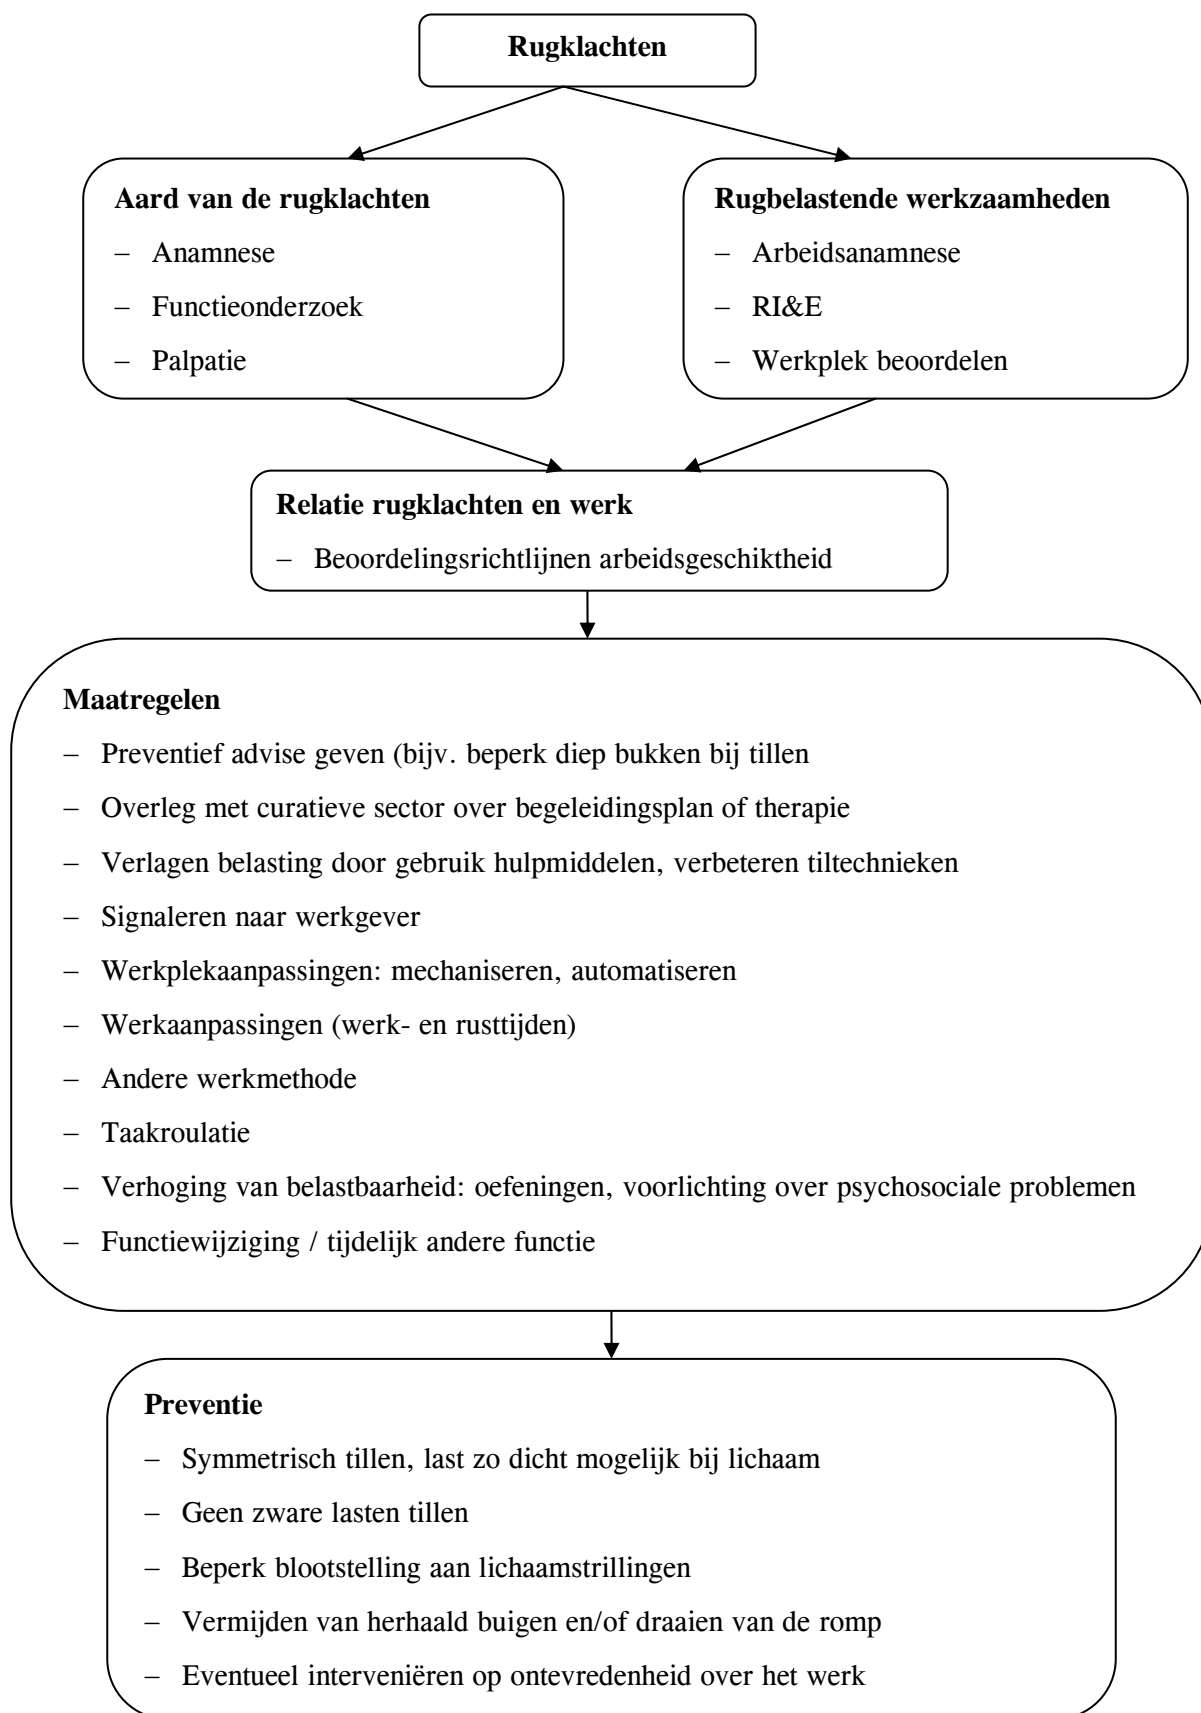 Rugklachten
Aard van de rugklachten
– Anamnese
– Functieonderzoek
– Palpatie
Rugbelastende werkzaamheden
– Arbeidsanamnese
– RI&E
– Werkplek beoordelen
Relatie rugklachten en werk
– Beoordelingsrichtlijnen arbeidsgeschiktheid
Maatregelen
– Preventief advise geven (bijv. beperk diep bukken bij tillen
– Overleg met curatieve sector over begeleidingsplan of therapie
– Verlagen belasting door gebruik hulpmiddelen, verbeteren tiltechnieken
– Signaleren naar werkgever
– Werkplekaanpassingen: mechaniseren, automatiseren
– Werkaanpassingen (werk- en rusttijden)
– Andere werkmethode
– Taakroulatie
– Verhoging van belastbaarheid: oefeningen, voorlichting over psychosociale problemen
– Functiewijziging / tijdelijk andere functie
Preventie
– Symmetrisch tillen, last zo dicht mogelijk bij lichaam
– Geen zware lasten tillen
– Beperk blootstelling aan lichaamstrillingen
– Vermijden van herhaald buigen en/of draaien van de romp
– Eventueel interveniëren op ontevredenheid over het werk